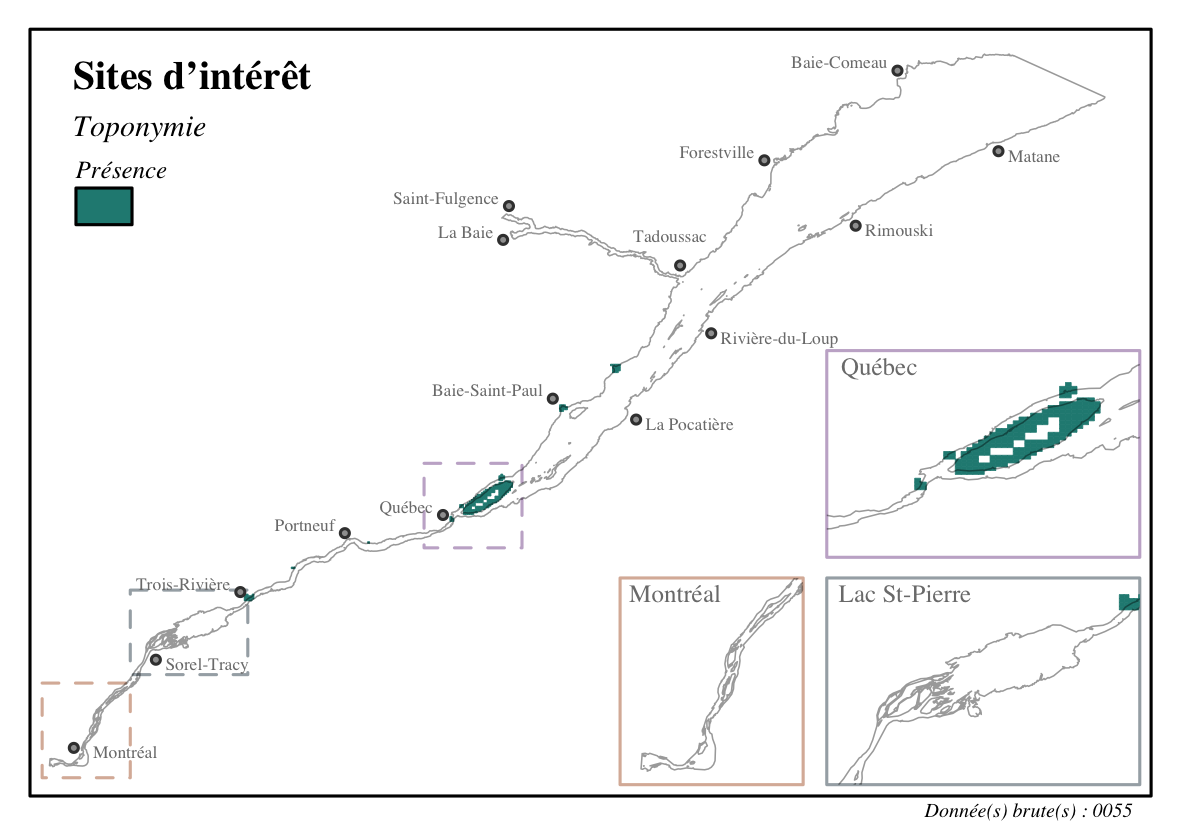 Sites d’intérêt
Toponymie
Présence
Baie-Comeau
Forestville
Matane
Saint-Fulgence
La Baie
Tadoussac
Rimouski
Rivière-du-Loup
Baie-Saint-Paul
La Pocatière
Québec
Portneuf
Trois-Rivière
Sorel-Tracy
Montréal
Québec
Montréal
Lac St-Pierre
Donnée(s) brute(s) : 0055